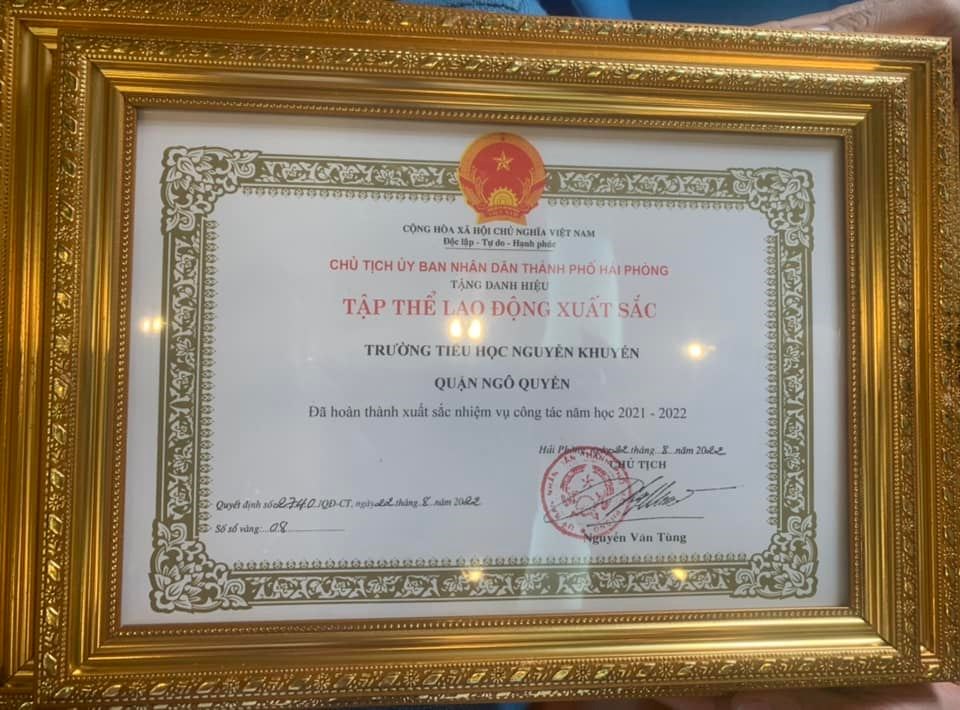 CỘNG HÒA XÃ HỘI CHỦ NGHĨA VIỆT NAM
Độc lập - Tự do - Hạnh phúc
CHỦ TỊCH ỦY BAN NHÂN DÂN THÀNH PHỐ HẢI PHÒNG
TẶNG DANH HIỆU
TẬP THỂ LAO ĐỘNG XUẤT SẮC
TRƯỜNG TIỂU HỌC NGUYỄN KHUYẾN
QUẬN NGÔ QUYỀN
Đã hoàn thành xuất sắc nhiệm vụ công tác năm học 2021 - 2022
Hải Phòng, ngày 22 tháng 8 năm 2022
CHỦ TỊCH
Quyết định số 2740 /QĐ-CT, ngày 22 tháng 8 năm 2022
Số sổ vàng: 08
Nguyễn Văn Tùng